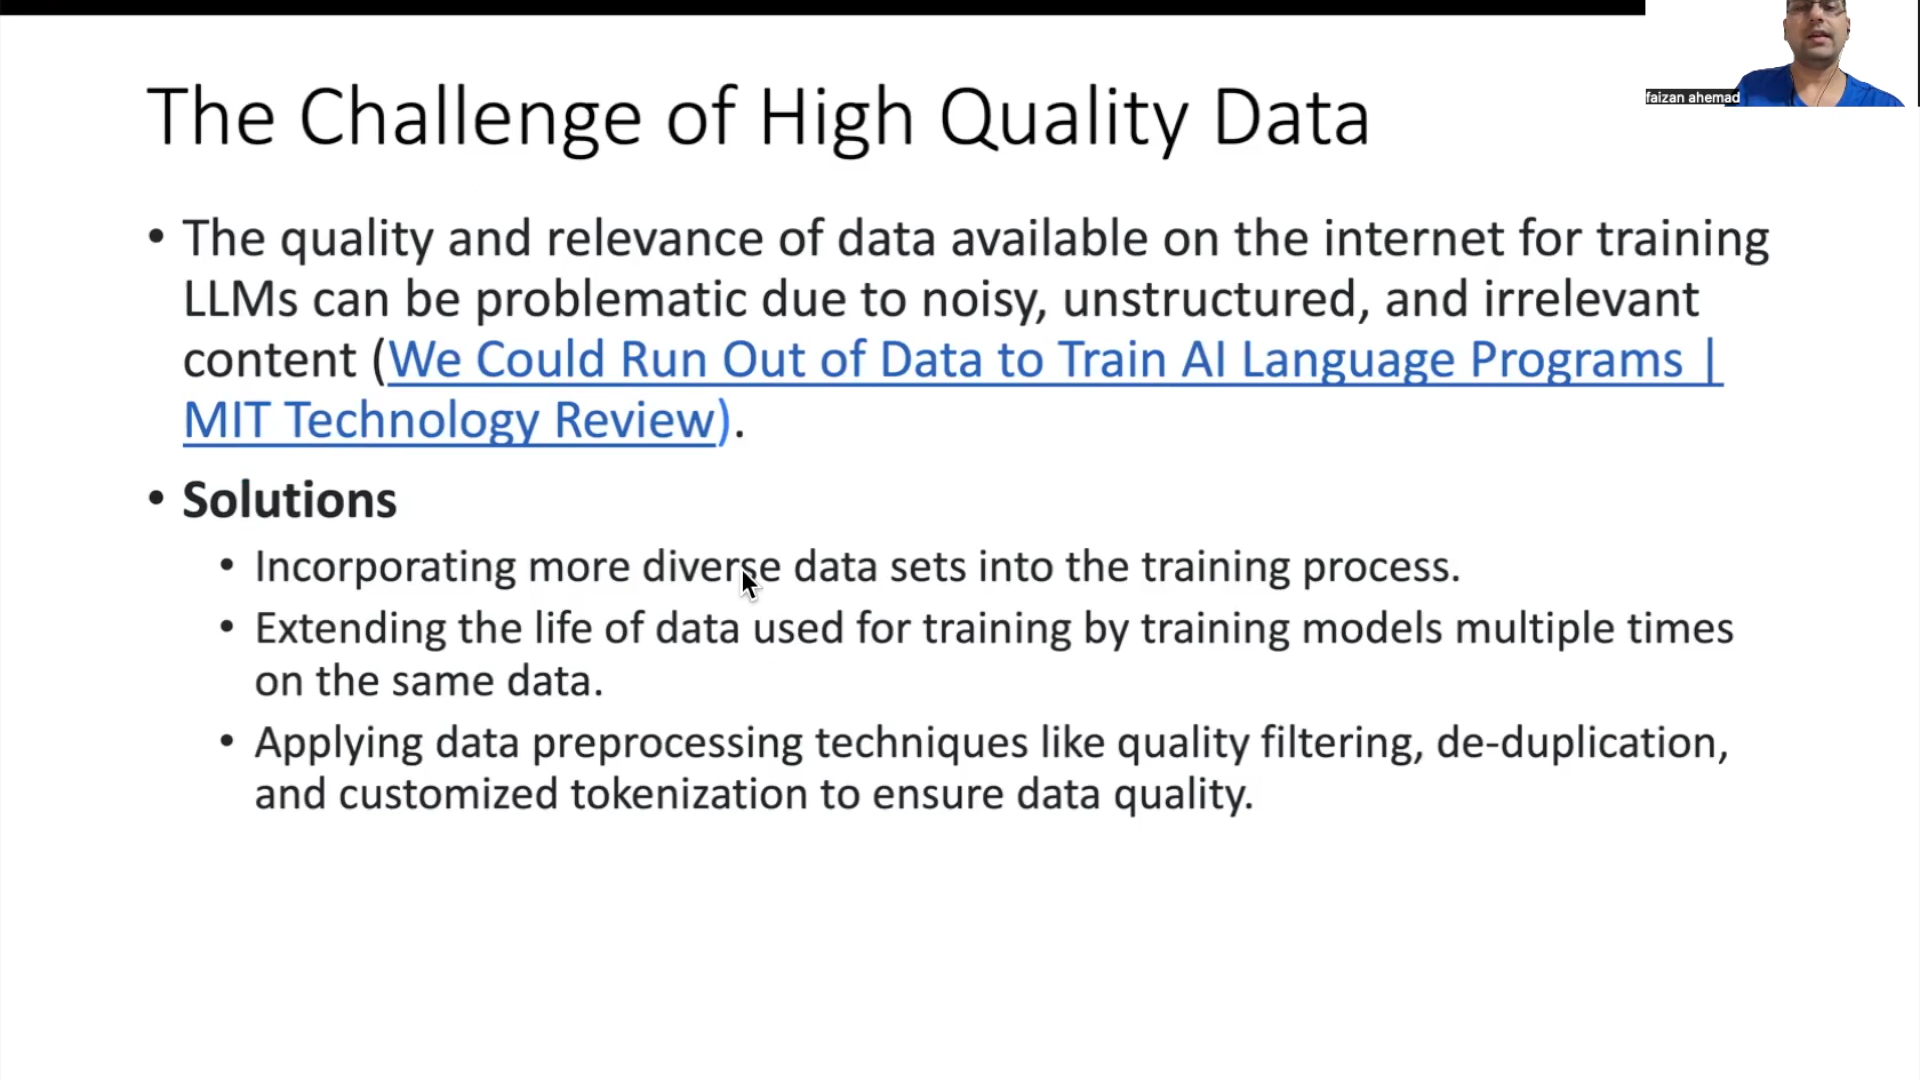 faizan ahemad
The Challenge of High Quality Data
• The quality and relevance of data available on the internet for training
LLMs can be problematic due to noisy, unstructured, and irrelevant
content (We Could Run Out of Data to Train AI Language Programs |
MIT Technology Review).
• Solutions
• Incorporating more diverse data sets into the training process.
• Extending the life of data used for training by training models multiple times
on the same data.
• Applying data preprocessing techniques like quality filtering, de-duplication,
and customized tokenization to ensure data quality.